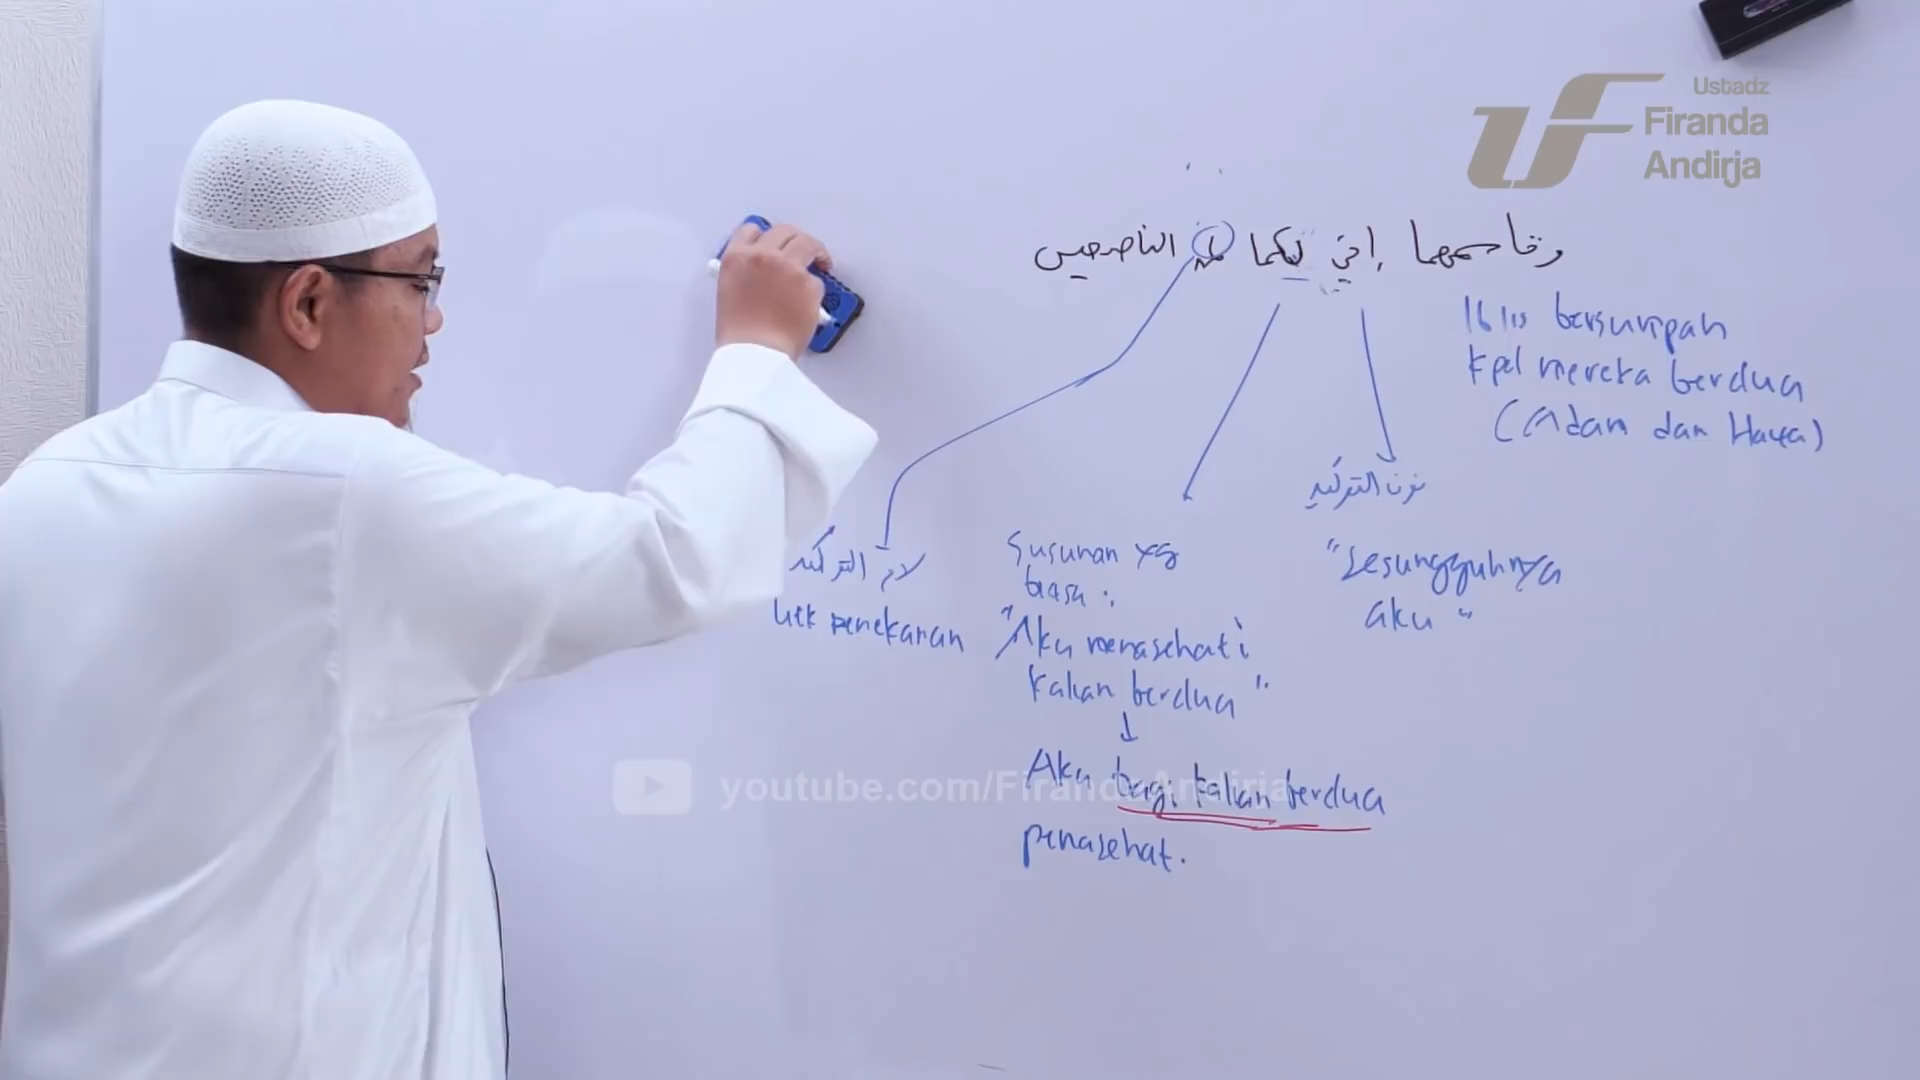 Ustadz
Firanda
Andirja
وقاسمهما إني لكما لمن الناصحين
Iblis bersumpah
kpd mereka berdua
(Adam dan Hawa)
نون التوكيد
"Sesungguhnya
aku"
Susunan yg
biasa :
"Aku menasehati
kalian berdua"
Aku bagi kalian berdua
penasehat.
لام التوكيد
utk penekanan
youtube.com/FirandaAndirja